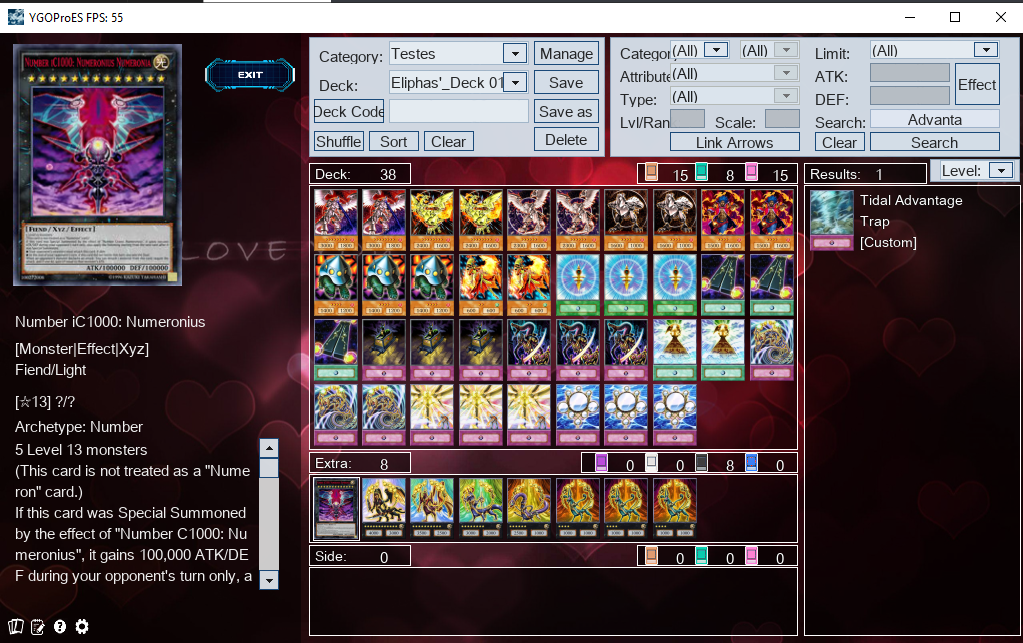 YGOProES FPS: 55
Number iC1000: Numeronius Numeronia
[FIEND / XYZ / EFFECT]
ATK/100000 DEF/100000
EXIT
LOVE
Number iC1000: Numeronius
[Monster|Effect|Xyz]
Fiend/Light
[☆13] ?/?
Archetype: Number
5 Level 13 monsters
(This card is not treated as a "Nume
ron" card.)
If this card was Special Summoned
by the effect of "Number C1000: Nu
meronius", it gains 100,000 ATK/DE
F during your opponent's turn only, a
Category: Testes Manage
Deck: Eliphas'_Deck 01 Save
Deck Code Save as
Shuffle Sort Clear Delete
Categor (All) (All) Limit: (All)
Attribute (All) ATK:
Type: (All) DEF: Effect
Lvl/Ran Scale: Search: Advanta
Link Arrows Clear Search
Deck: 38 15 8 15
Results: 1 Level:
Tidal Advantage
Trap
[Custom]
Extra: 8 0 0 8 0
Side: 0 0 0 0